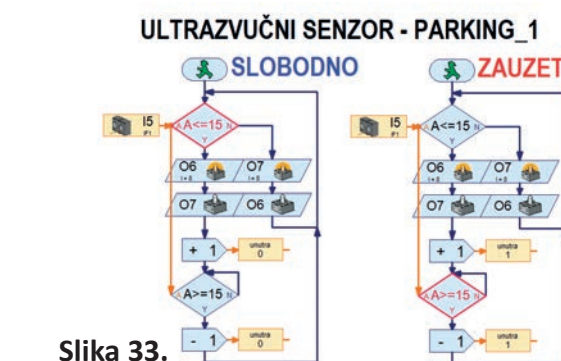 ULTRAZVUČNI SENZOR - PARKING_1
SLOBODNO
I5
A
A<=15
N
Y
O6
O7
O7
O6
+ 1
unutra
0
A
A>=15
N
Y
- 1
unutra
0
ZAUZET
I5
A
A<=15
N
Y
O6
O7
O7
O6
+ 1
unutra
1
A
A>=15
N
Y
- 1
unutra
1
Slika 33.